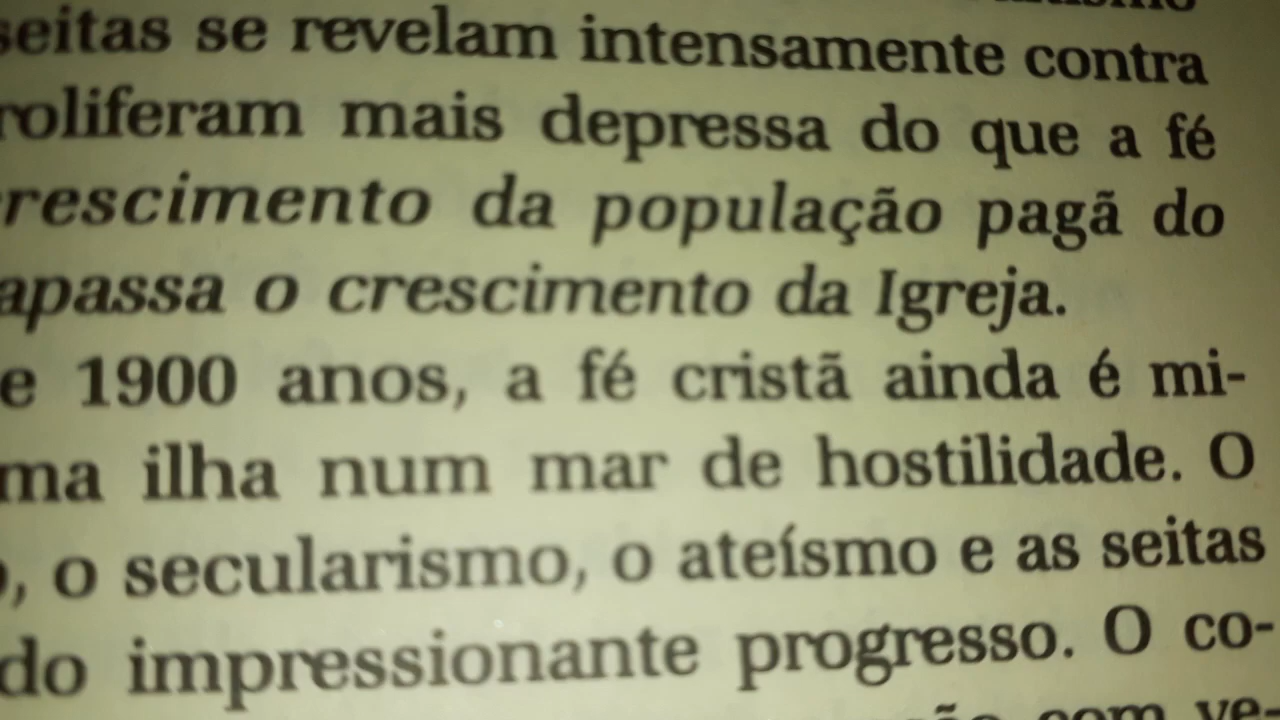 seitas se revelam intensamente contra
roliferam mais depressa do que a fé
rescimento da população pagã do
apassa o crescimento da Igreja.
e 1900 anos, a fé cristã ainda é mi-
ma ilha num mar de hostilidade. O
, o secularismo, o ateísmo e as seitas
do impressionante progresso. O co-
com ve-